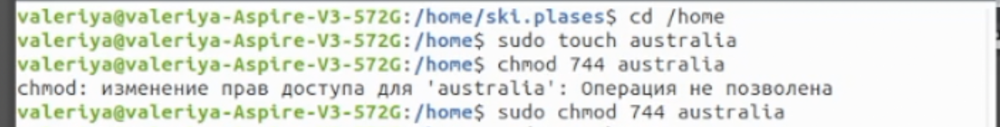 valeriya@valeriya-Aspire-V3-572G:/home/ski.plases$ cd /home
valeriya@valeriya-Aspire-V3-572G:/home$ sudo touch australia
valeriya@valeriya-Aspire-V3-572G:/home$ chmod 744 australia
chmod: изменение прав доступа для 'australia': Операция не позволена
valeriya@valeriya-Aspire-V3-572G:/home$ sudo chmod 744 australia